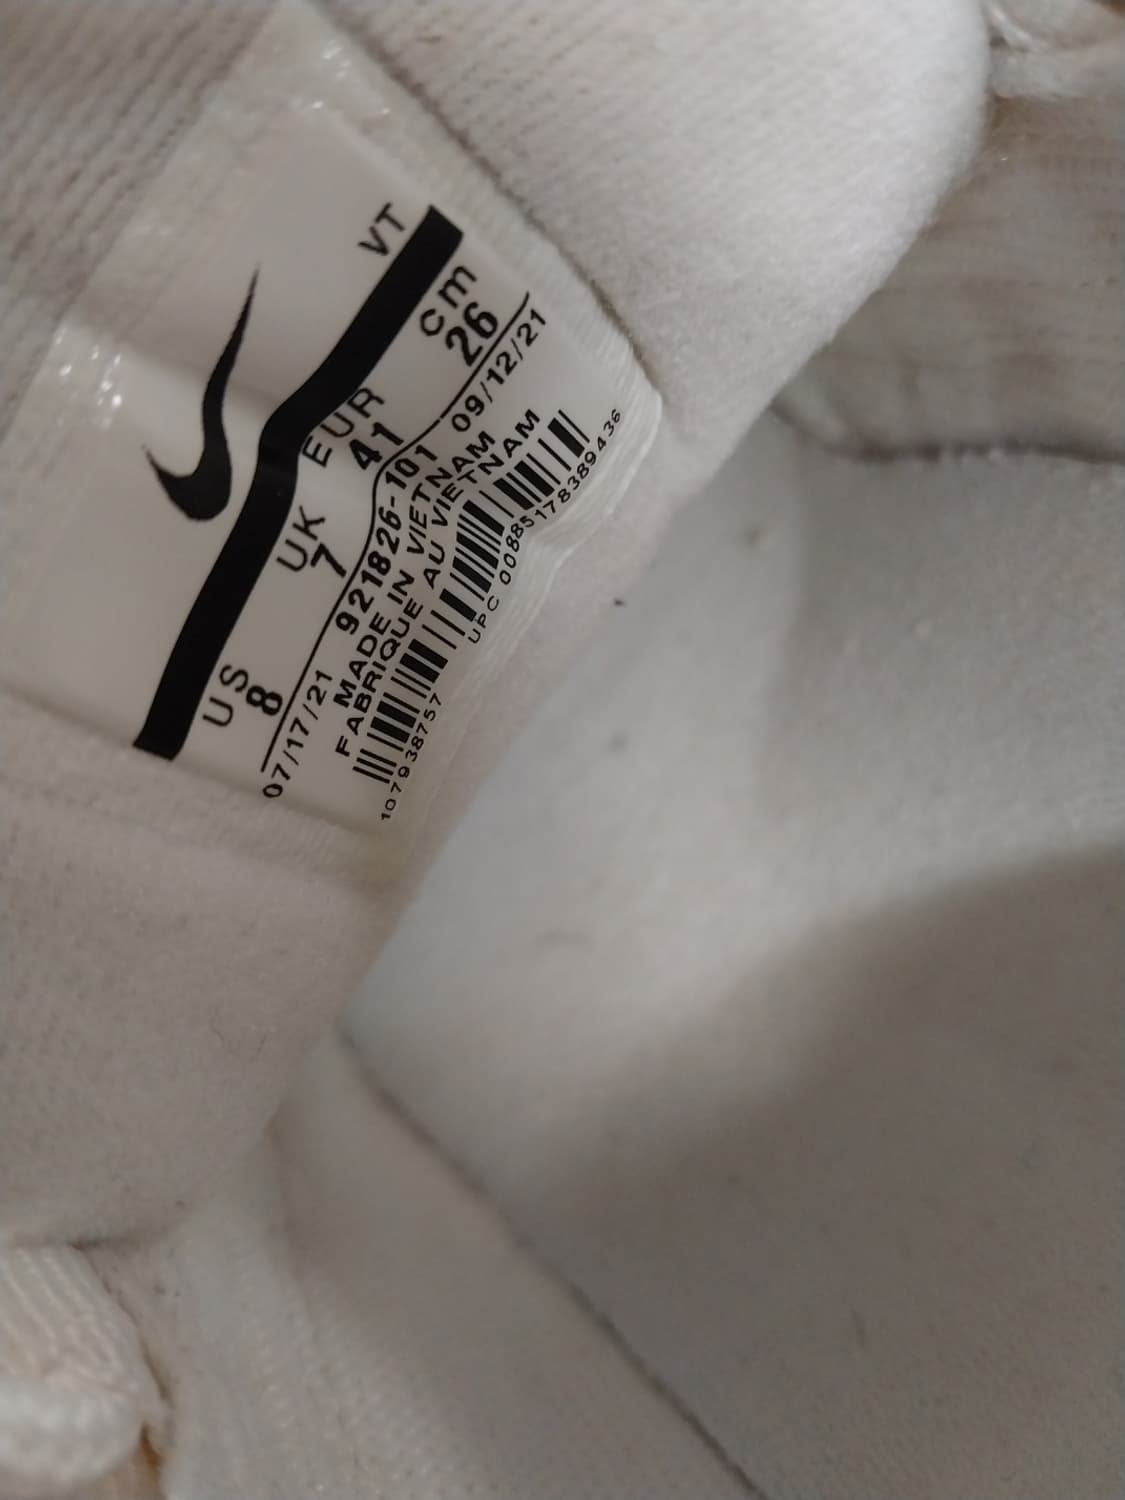 VT
US UK EUR cm
8 7 41 26
07/17/21 921826-101 09/12/21
MADE IN VIETNAM
FABRIQUE AU VIETNAM
107938757 UPC 00885178389436